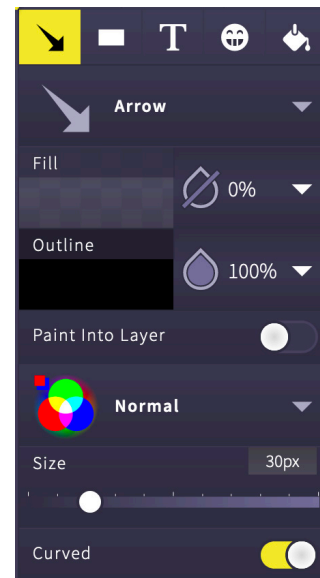 T
Arrow
Fill
0%
Outline
100%
Paint Into Layer
Normal
Size
30px
Curved